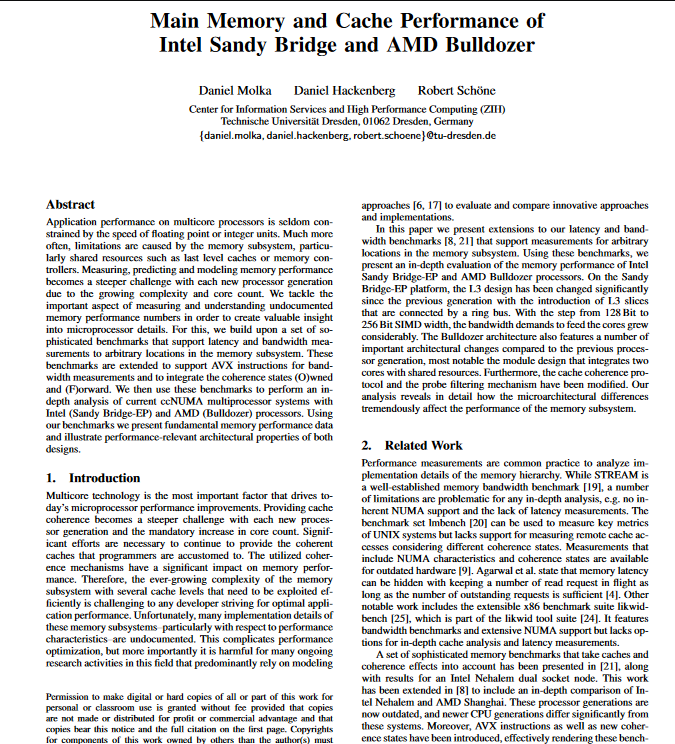 Main Memory and Cache Performance of
Intel Sandy Bridge and AMD Bulldozer
Daniel Molka Daniel Hackenberg Robert Schöne
Center for Information Services and High Performance Computing (ZIH)
Technische Universität Dresden, 01062 Dresden, Germany
{daniel.molka, daniel.hackenberg, robert.schoene}@tu-dresden.de
Abstract
Application performance on multicore processors is seldom con-
strained by the speed of floating point or integer units. Much more
often, limitations are caused by the memory subsystem, particu-
larly shared resources such as last level caches or memory con-
trollers. Measuring, predicting and modeling memory performance
becomes a steeper challenge with each new processor generation
due to the growing complexity and core count. We tackle the
important aspect of measuring and understanding undocumented
memory performance numbers in order to create valuable insight
into microprocessor details. For this, we build upon a set of so-
phisticated benchmarks that support latency and bandwidth mea-
surements to arbitrary locations in the memory subsystem. These
benchmarks are extended to support AVX instructions for band-
width measurements and to integrate the coherence states (O)wned
and (F)orward. We then use these benchmarks to perform an in-
depth analysis of current ccNUMA multiprocessor systems with
Intel (Sandy Bridge-EP) and AMD (Bulldozer) processors. Using
our benchmarks we present fundamental memory performance data
and illustrate performance-relevant architectural properties of both
designs.
1. Introduction
Multicore technology is the most important factor that drives to-
day's microprocessor performance improvements. Providing cache
coherence becomes a steeper challenge with each new proces-
sor generation and the mandatory increase in core count. Signif-
icant efforts are necessary to continue to provide the coherent
caches that programmers are accustomed to. The utilized coher-
ence mechanisms have a significant impact on memory perfor-
mance. Therefore, the ever-growing complexity of the memory
subsystem with several cache levels that need to be exploited ef-
ficiently is challenging to any developer striving for optimal appli-
cation performance. Unfortunately, many implementation details of
these memory subsystems–particularly with respect to performance
characteristics–are undocumented. This complicates performance
optimization, but more importantly it is harmful for many ongoing
research activities in this field that predominantly rely on modeling
Permission to make digital or hard copies of all or part of this work for
personal or classroom use is granted without fee provided that copies
are not made or distributed for profit or commercial advantage and that
copies bear this notice and the full citation on the first page. Copyrights
for components of this work owned by others than the author(s) must
approaches [6, 17] to evaluate and compare innovative approaches
and implementations.
In this paper we present extensions to our latency and band-
width benchmarks [8, 21] that support measurements for arbitrary
locations in the memory subsystem. Using these benchmarks, we
present an in-depth evaluation of the memory performance of Intel
Sandy Bridge-EP and AMD Bulldozer processors. On the Sandy
Bridge-EP platform, the L3 design has been changed significantly
since the previous generation with the introduction of L3 slices
that are connected by a ring bus. With the step from 128 Bit to
256 Bit SIMD width, the bandwidth demands to feed the cores grew
considerably. The Bulldozer architecture also features a number of
important architectural changes compared to the previous proces-
sor generation, most notable the module design that integrates two
cores with shared resources. Furthermore, the cache coherence pro-
tocol and the probe filtering mechanism have been modified. Our
analysis reveals in detail how the microarchitectural differences
tremendously affect the performance of the memory subsystem.
2. Related Work
Performance measurements are common practice to analyze im-
plementation details of the memory hierarchy. While STREAM is
a well-established memory bandwidth benchmark [19], a number
of limitations are problematic for any in-depth analysis, e.g. no in-
herent NUMA support and the lack of latency measurements. The
benchmark set lmbench [20] can be used to measure key metrics
of UNIX systems but lacks support for measuring remote cache ac-
cesses considering different coherence states. Measurements that
include NUMA characteristics and coherence states are available
for outdated hardware [9]. Agarwal et al. state that memory latency
can be hidden with keeping a number of read request in flight as
long as the number of outstanding requests is sufficient [4]. Other
notable work includes the extensible x86 benchmark suite likwid-
bench [25], which is part of the likwid tool suite [24]. It features
bandwidth benchmarks and extensive NUMA support but lacks op-
tions for in-depth cache analysis and latency measurements.
A set of sophisticated memory benchmarks that take caches and
coherence effects into account has been presented in [21], along
with results for an Intel Nehalem dual socket node. This work
has been extended in [8] to include an in-depth comparison of In-
tel Nehalem and AMD Shanghai. These processor generations are
now outdated, and newer CPU generations differ significantly from
these systems. Moreover, AVX instructions as well as new coher-
ence states have been introduced, effectively rendering these bench-